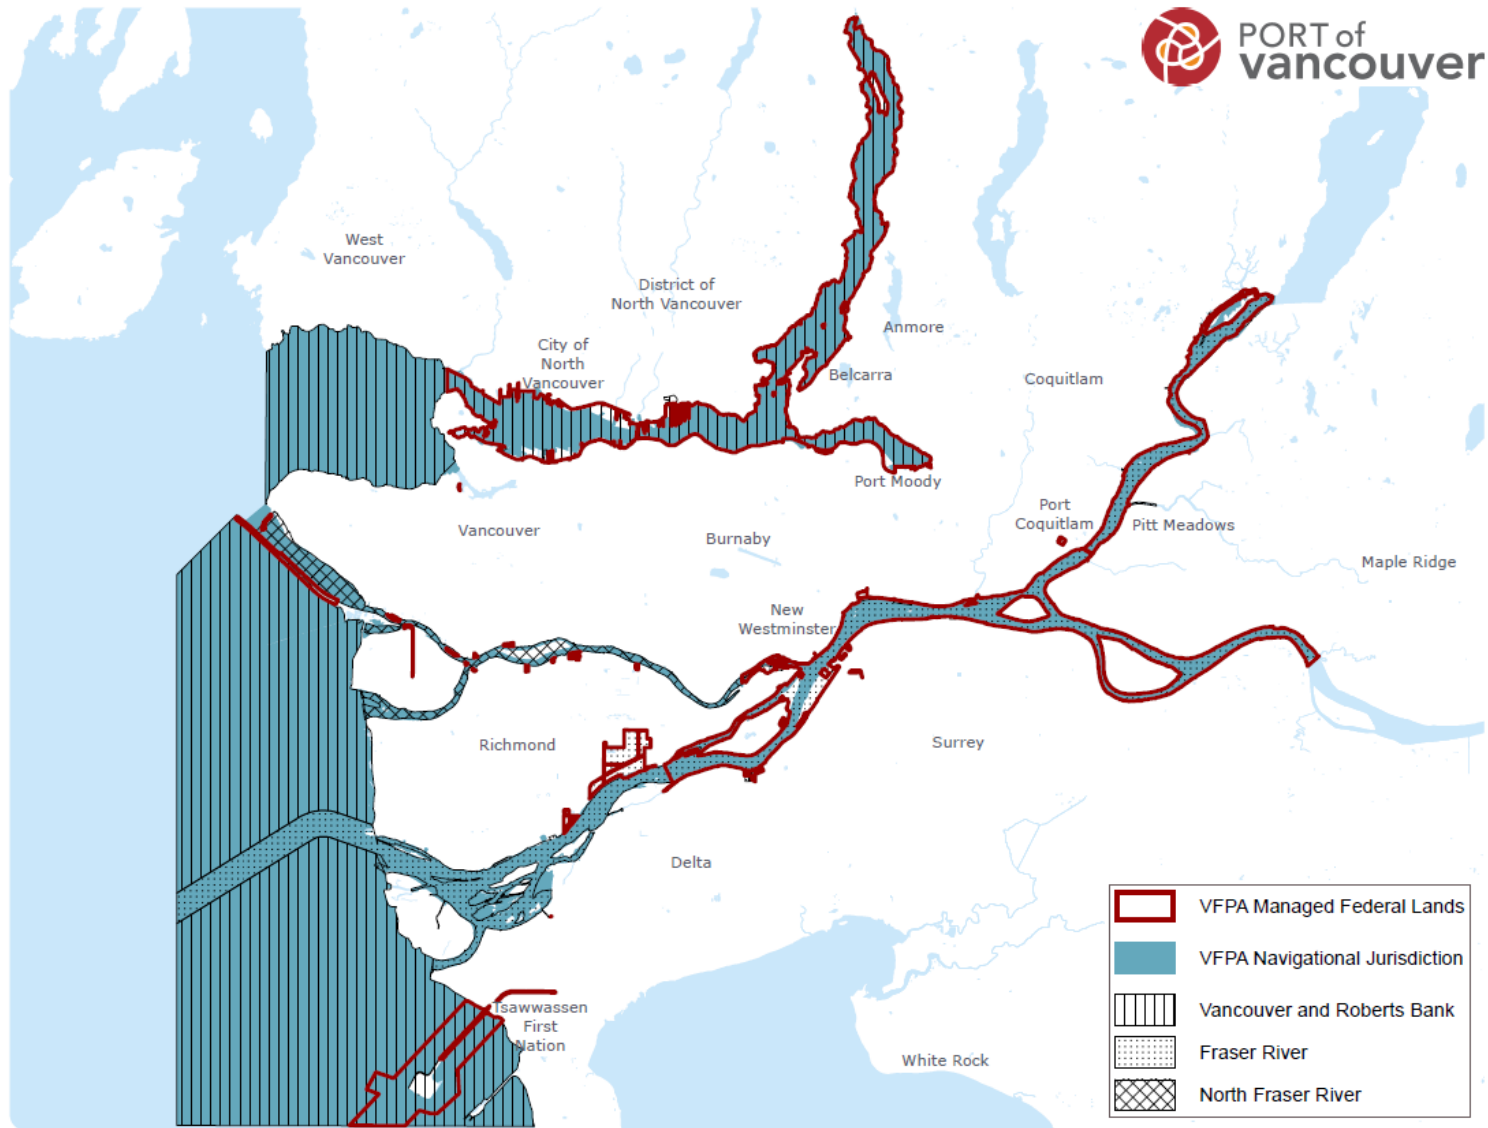 PORT of
vancouver
West
Vancouver
District of
North Vancouver
Anmore
City of
North
Vancouver
Belcarra
Coquitlam
Port Moody
Port
Coquitlam
Pitt Meadows
Vancouver
Burnaby
Maple Ridge
New
Westminster
Richmond
Surrey
Delta
Tsawwassen
First
Nation
White Rock
VFPA Managed Federal Lands
VFPA Navigational Jurisdiction
Vancouver and Roberts Bank
Fraser River
North Fraser River